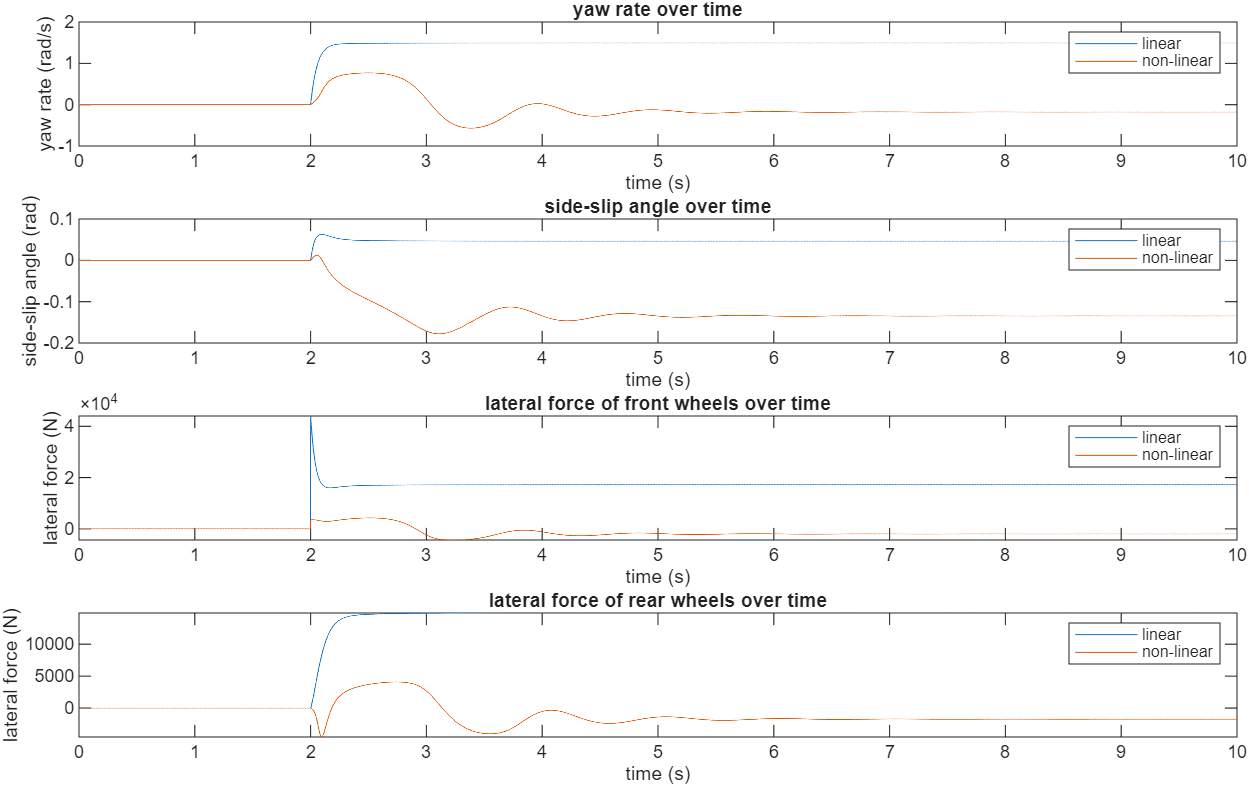 yaw rate over time
yaw rate (rad/s)
2
1
0
-1
linear
non-linear
0 1 2 3 4 5 6 7 8 9 10
time (s)
side-slip angle over time
side-slip angle (rad)
0.1
0
-0.1
-0.2
linear
non-linear
0 1 2 3 4 5 6 7 8 9 10
time (s)
×10⁴
lateral force of front wheels over time
lateral force (N)
4
2
0
linear
non-linear
0 1 2 3 4 5 6 7 8 9 10
time (s)
lateral force of rear wheels over time
lateral force (N)
10000
5000
0
linear
non-linear
0 1 2 3 4 5 6 7 8 9 10
time (s)